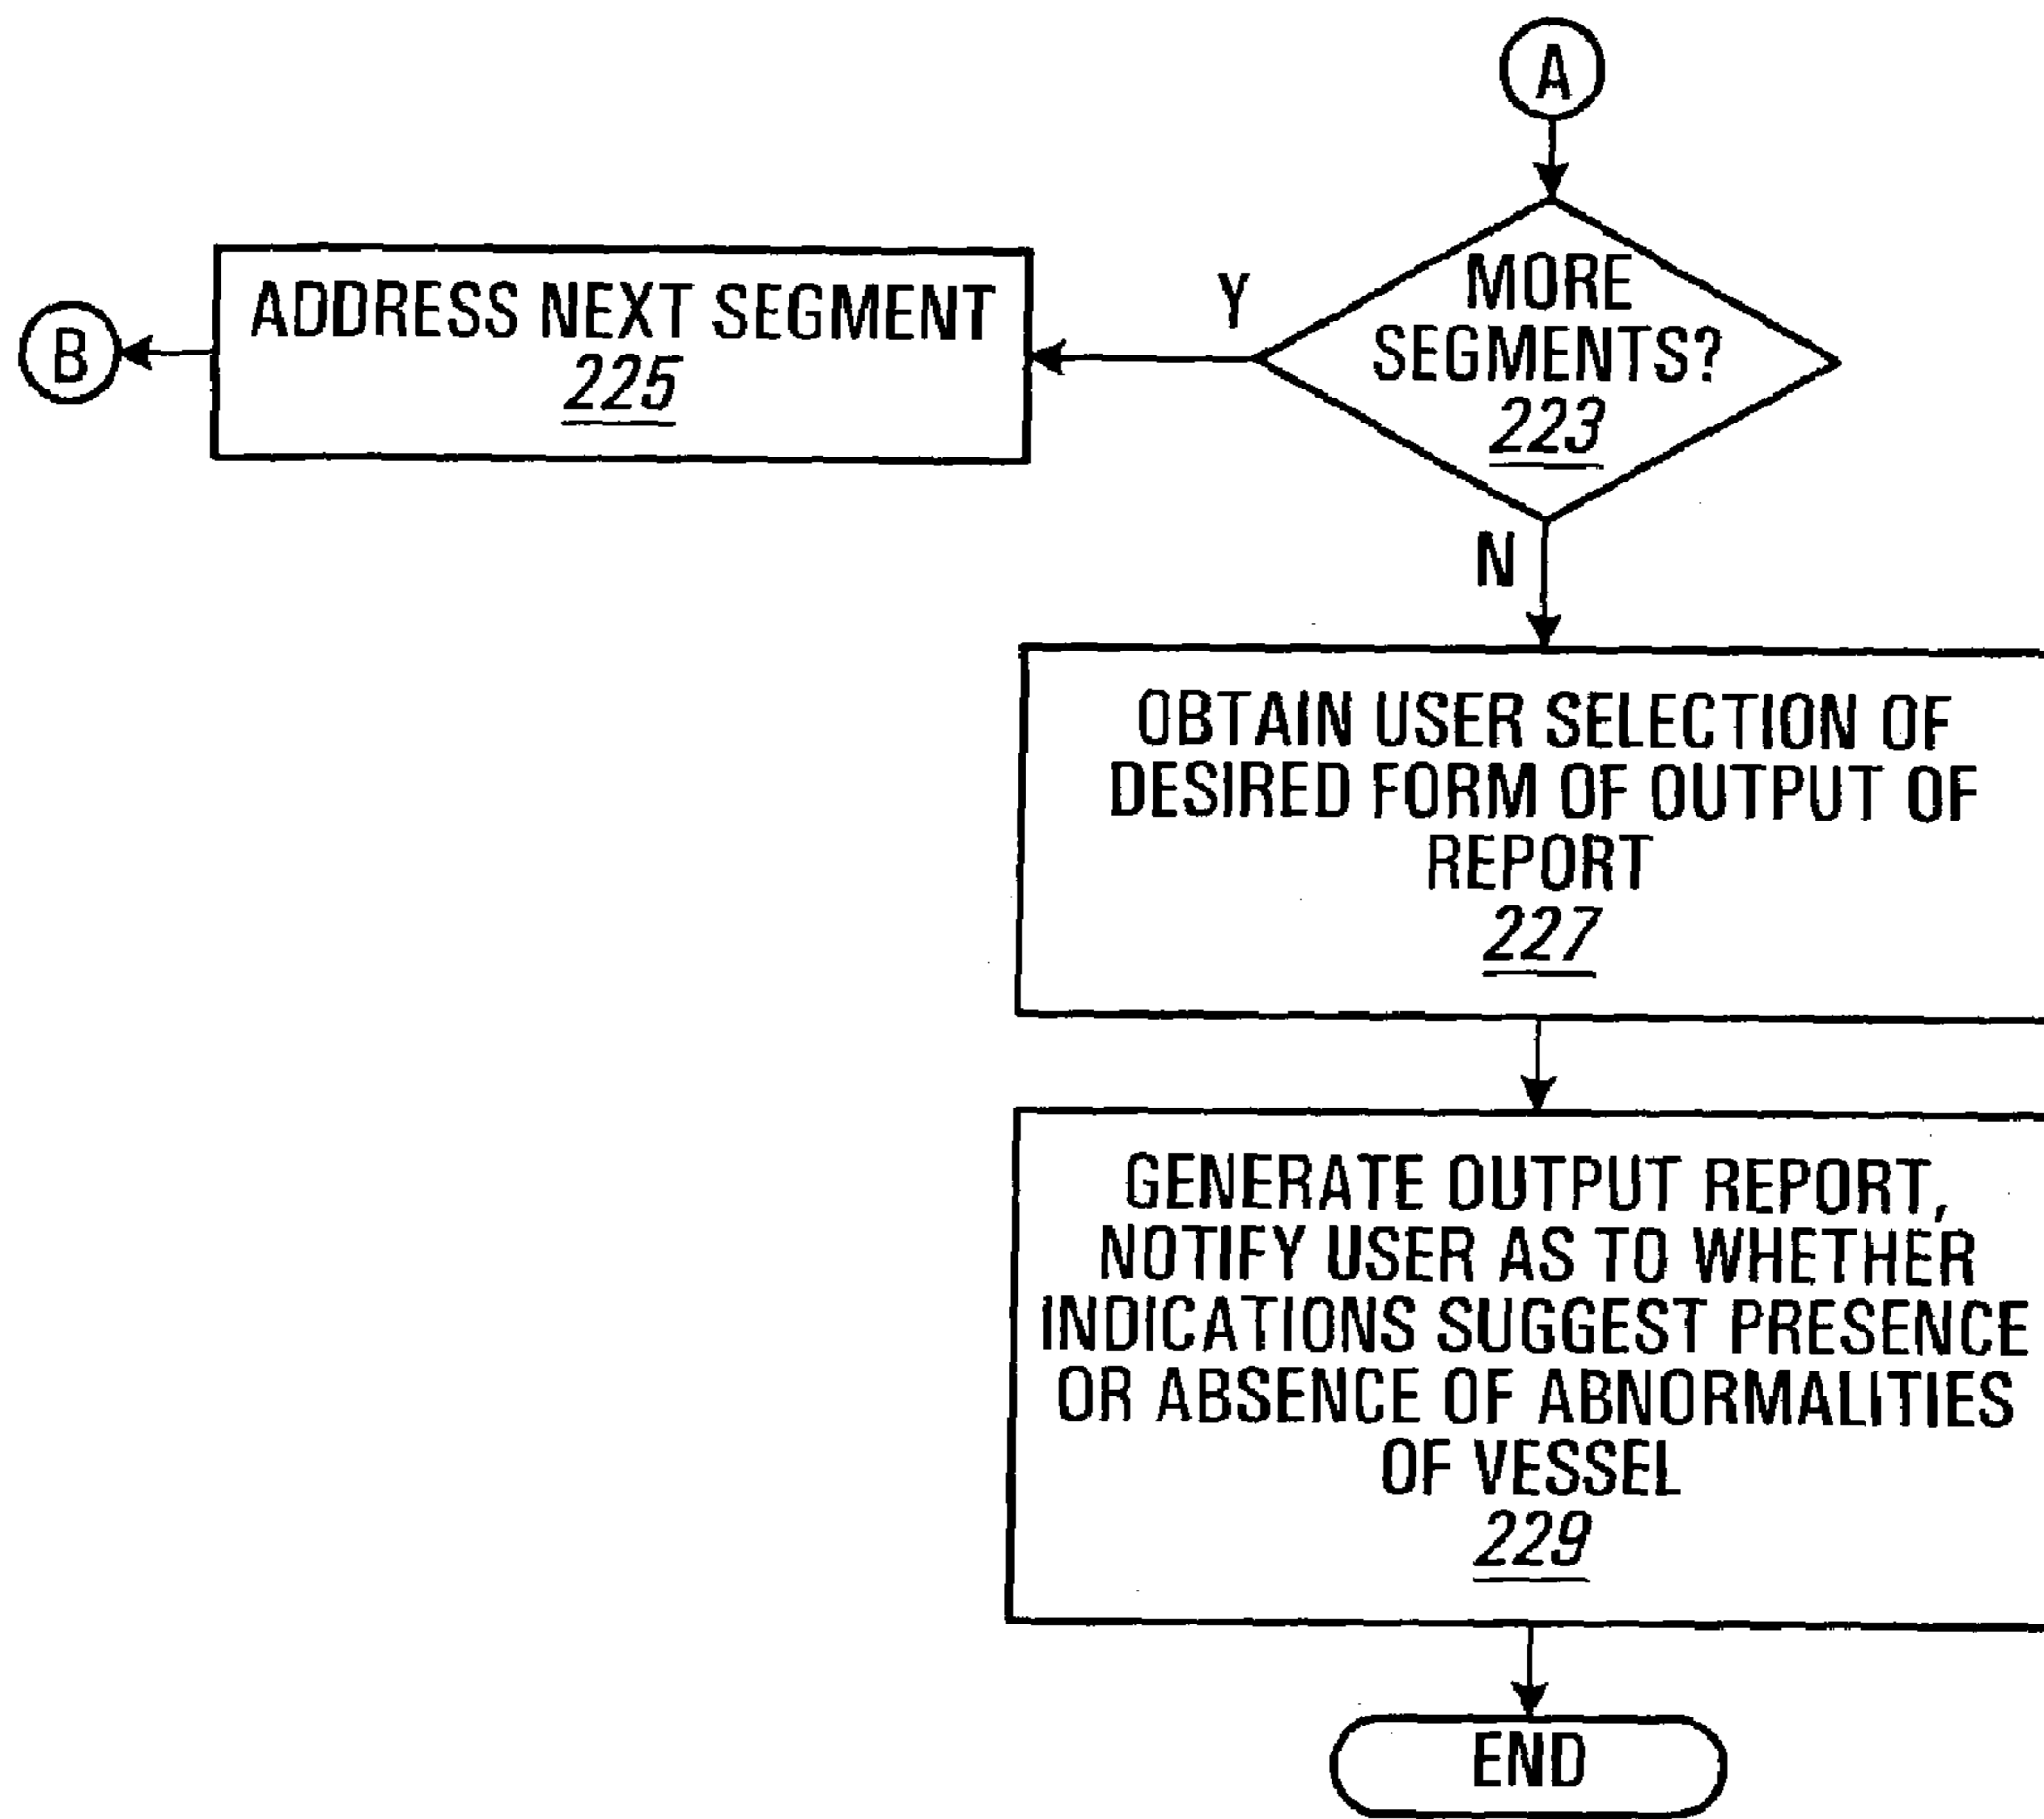 A
MORE
SEGMENTS?
223
Y
ADDRESS NEXT SEGMENT
225
B
N
OBTAIN USER SELECTION OF
DESIRED FORM OF OUTPUT OF
REPORT
227
GENERATE OUTPUT REPORT,
NOTIFY USER AS TO WHETHER
INDICATIONS SUGGEST PRESENCE
OR ABSENCE OF ABNORMALITIES
OF VESSEL
229
END